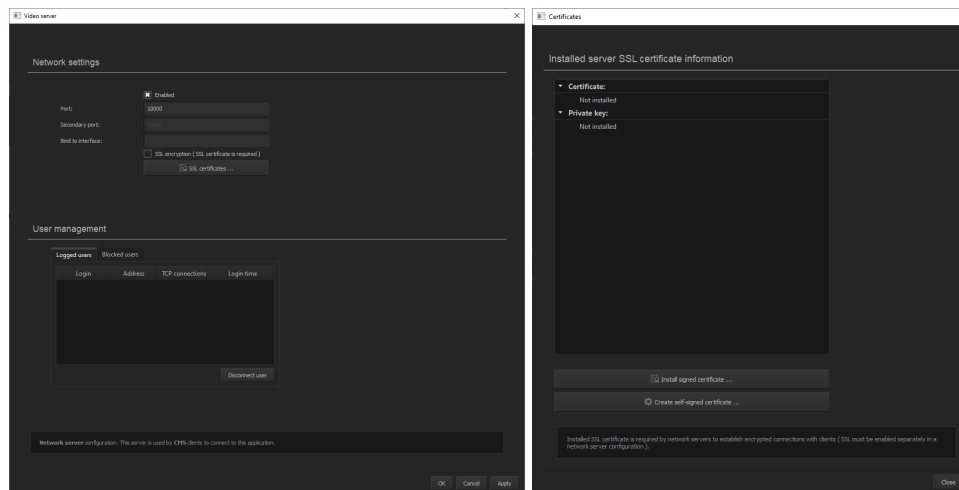 Video server
Network settings
Enabled
Port: 10000
Secondary port:
Bind to interface:
SSL encryption ( SSL certificate is required )
SSL certificates ...
User management
Logged users Blocked users
Login Address TCP connections Login time
Disconnect user
Network server configuration. This server is used by CMS clients to connect to this application.
OK Cancel Apply
Certificates
Installed server SSL certificate information
Certificate:
Not installed
Private key:
Not installed
Install signed certificate ...
Create self-signed certificate ...
Installed SSL certificate is required by network servers to establish encrypted connections with clients ( SSL must be enabled separately in a
network server configuration ).
Close